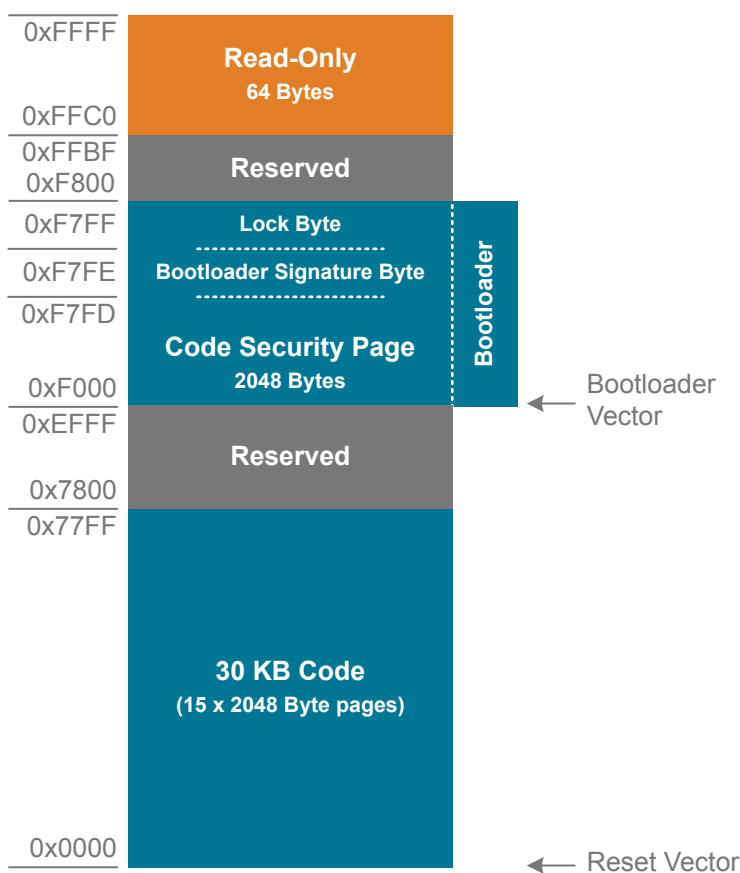 0xFFFF
Read-Only
64 Bytes
0xFFC0
0xFFBF
Reserved
0xF800
0xF7FF
Lock Byte
0xF7FE
Bootloader Signature Byte
0xF7FD
Bootloader
Code Security Page
2048 Bytes
0xF000
Bootloader
Vector
0xEFFF
Reserved
0x7800
0x77FF
30 KB Code
(15 x 2048 Byte pages)
0x0000
Reset Vector